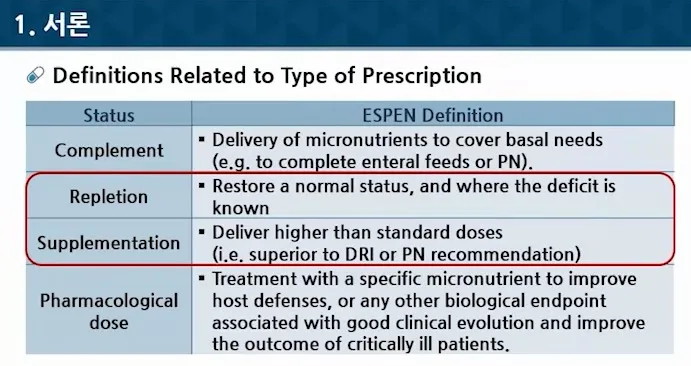 1. 서론
Definitions Related to Type of Prescription
Status ESPEN Definition
Complement
▪ Delivery of micronutrients to cover basal needs
(e.g. to complete enteral feeds or PN).
Repletion
▪ Restore a normal status, and where the deficit is
known
Supplementation
▪ Deliver higher than standard doses
(i.e. superior to DRI or PN recommendation)
Pharmacological
dose
▪ Treatment with a specific micronutrient to improve
host defenses, or any other biological endpoint
associated with good clinical evolution and improve
the outcome of critically ill patients.